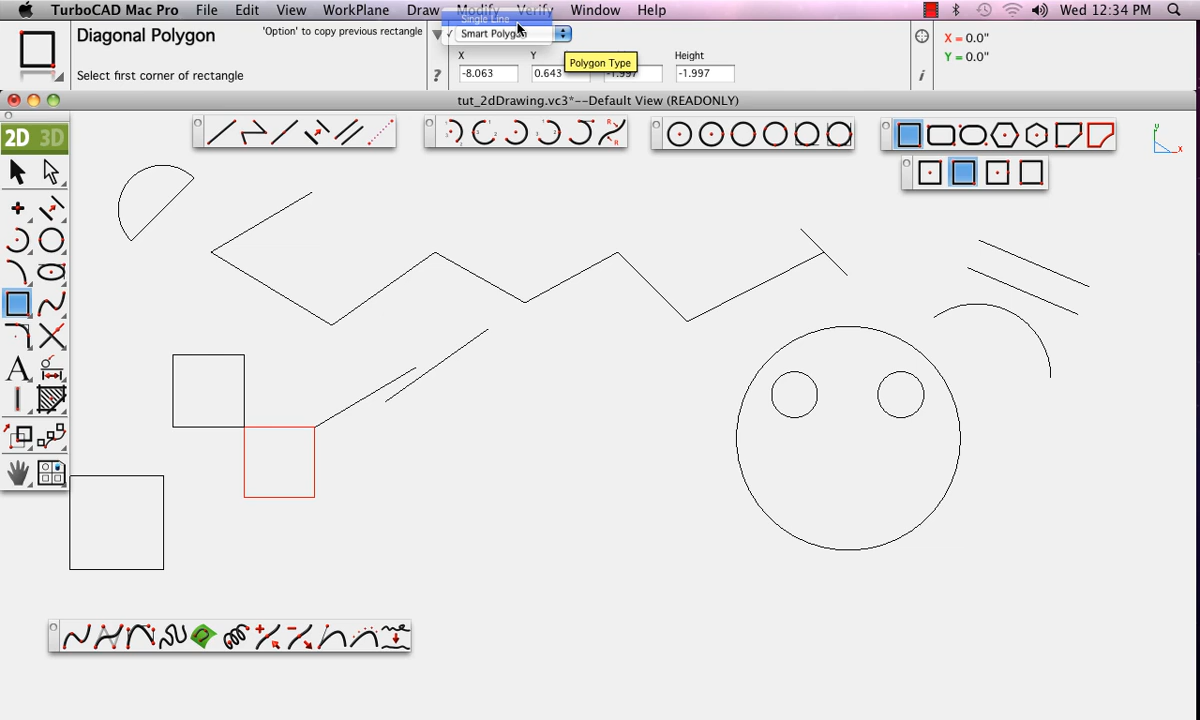 TurboCAD Mac Pro File Edit View WorkPlane Draw Modify Verify Window Help Wed 12:34 PM
Single Line
Diagonal Polygon 'Option' to copy previous rectangle
✓ Smart Polygon
X Y Height
Polygon Type
Select first corner of rectangle ? -8.063 0.643 -1.997 -1.997 i
X = 0.0"
Y = 0.0"
tut_2dDrawing.vc3*--Default View (READONLY)
2D 3D
y
x
R
R
A